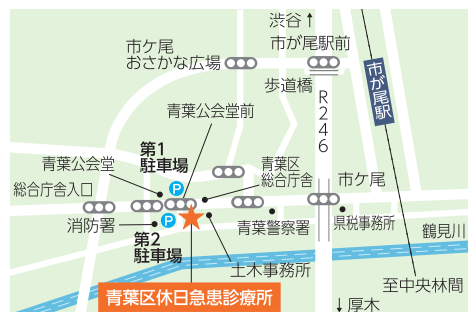 渋谷↑
市ケ尾
おさかな広場
市が尾駅前
歩道橋
R246
市が尾駅
青葉公会堂前
第1
駐車場
青葉公会堂
P
青葉区
総合庁舎
総合庁舎入口
市ケ尾
消防署
P
第2
駐車場
青葉警察署
県税事務所
鶴見川
土木事務所
至中央林間
青葉区休日急患診療所
↓厚木